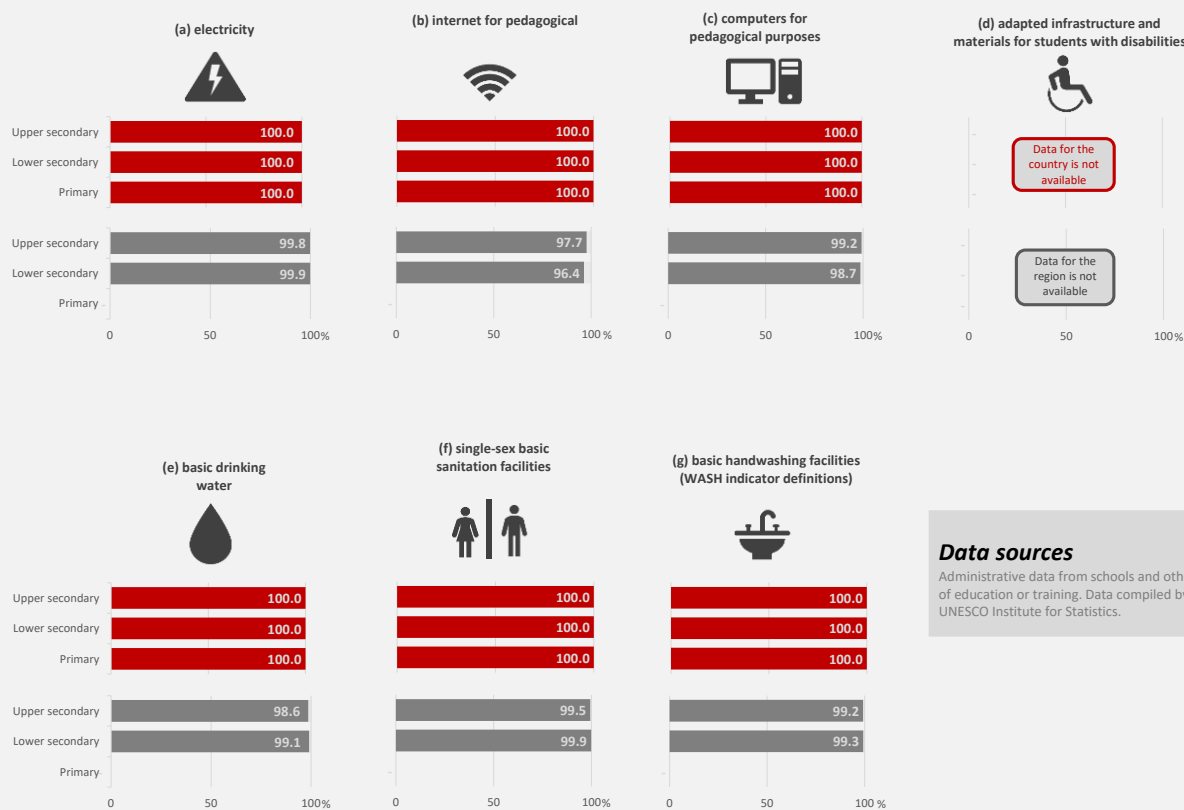 (a) electricity
(b) internet for pedagogical
(c) computers for
pedagogical purposes
(d) adapted infrastructure and
materials for students with disabilities
Upper secondary
Lower secondary
Primary
100.0
100.0
100.0
100.0
100.0
100.0
100.0
100.0
100.0
Data for the
country is not
available
Upper secondary
Lower secondary
Primary
99.8
99.9
97.7
96.4
99.2
98.7
Data for the
region is not
available
0 50 100%
0 50 100%
0 50 100%
0 50 100%
(e) basic drinking
water
(f) single-sex basic
sanitation facilities
(g) basic handwashing facilities
(WASH indicator definitions)
Upper secondary
Lower secondary
Primary
100.0
100.0
100.0
100.0
100.0
100.0
100.0
100.0
100.0
Upper secondary
Lower secondary
Primary
98.6
99.1
99.5
99.9
99.2
99.3
0 50 100%
0 50 100%
0 50 100 %
Data sources
Administrative data from schools and oth
of education or training. Data compiled by
UNESCO Institute for Statistics.